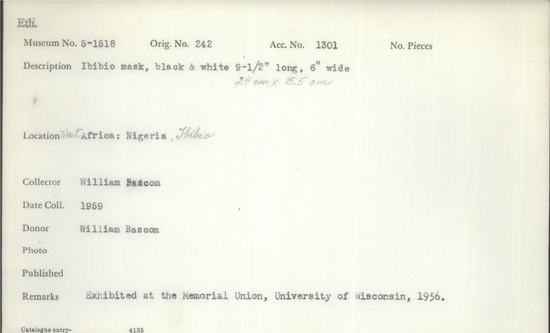 Eth.
Museum No. 5-1518 Orig. No. 242 Acc. No. 1301 No. Pieces
Description Ibibio mask, black & white 9-1/2" long, 6" wide
24 cm x 15.5 cm
Location West Africa: Nigeria, Ibibio
Collector William Bascom
Date Coll. 1959
Donor William Bascom
Photo
Published
Remarks Exhibited at the Memorial Union, University of Wisconsin, 1956.
Catalogue entry- 4135